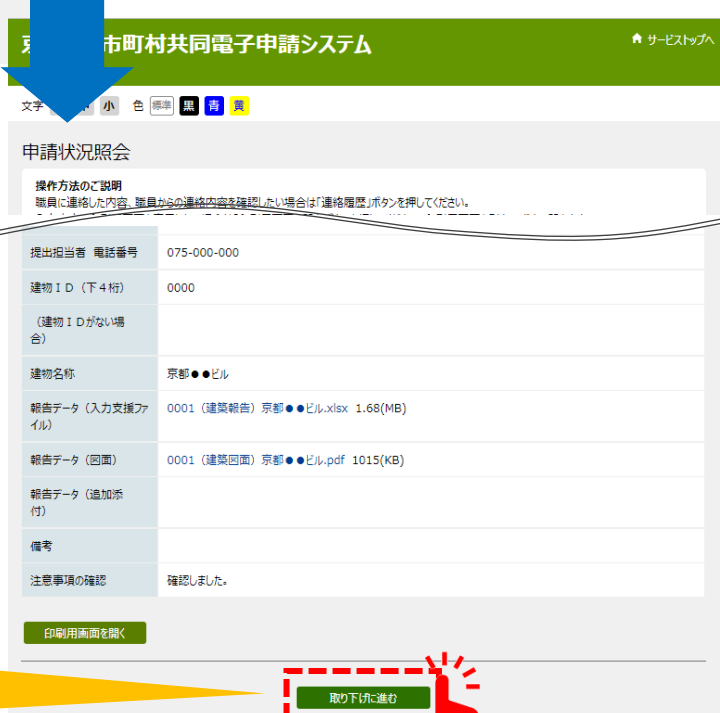 市町村共同電子申請システム
サービストップへ
文字 小 色 標準 黒 青 黄
申請状況照会
操作方法のご説明
職員に連絡した内容、職員からの連絡内容を確認したい場合は「連絡履歴」ボタンを押してください。
提出担当者 電話番号 075-000-000
建物ＩＤ（下４桁） 0000
（建物ＩＤがない場
合）
建物名称 京都●●ビル
報告データ（入力支援ファ
イル） 0001（建築報告）京都●●ビル.xlsx 1.68(MB)
報告データ（図面） 0001（建築図面）京都●●ビル.pdf 1015(KB)
報告データ（追加添
付）
備考
注意事項の確認 確認しました。
印刷用画面を開く
取り下げに進む